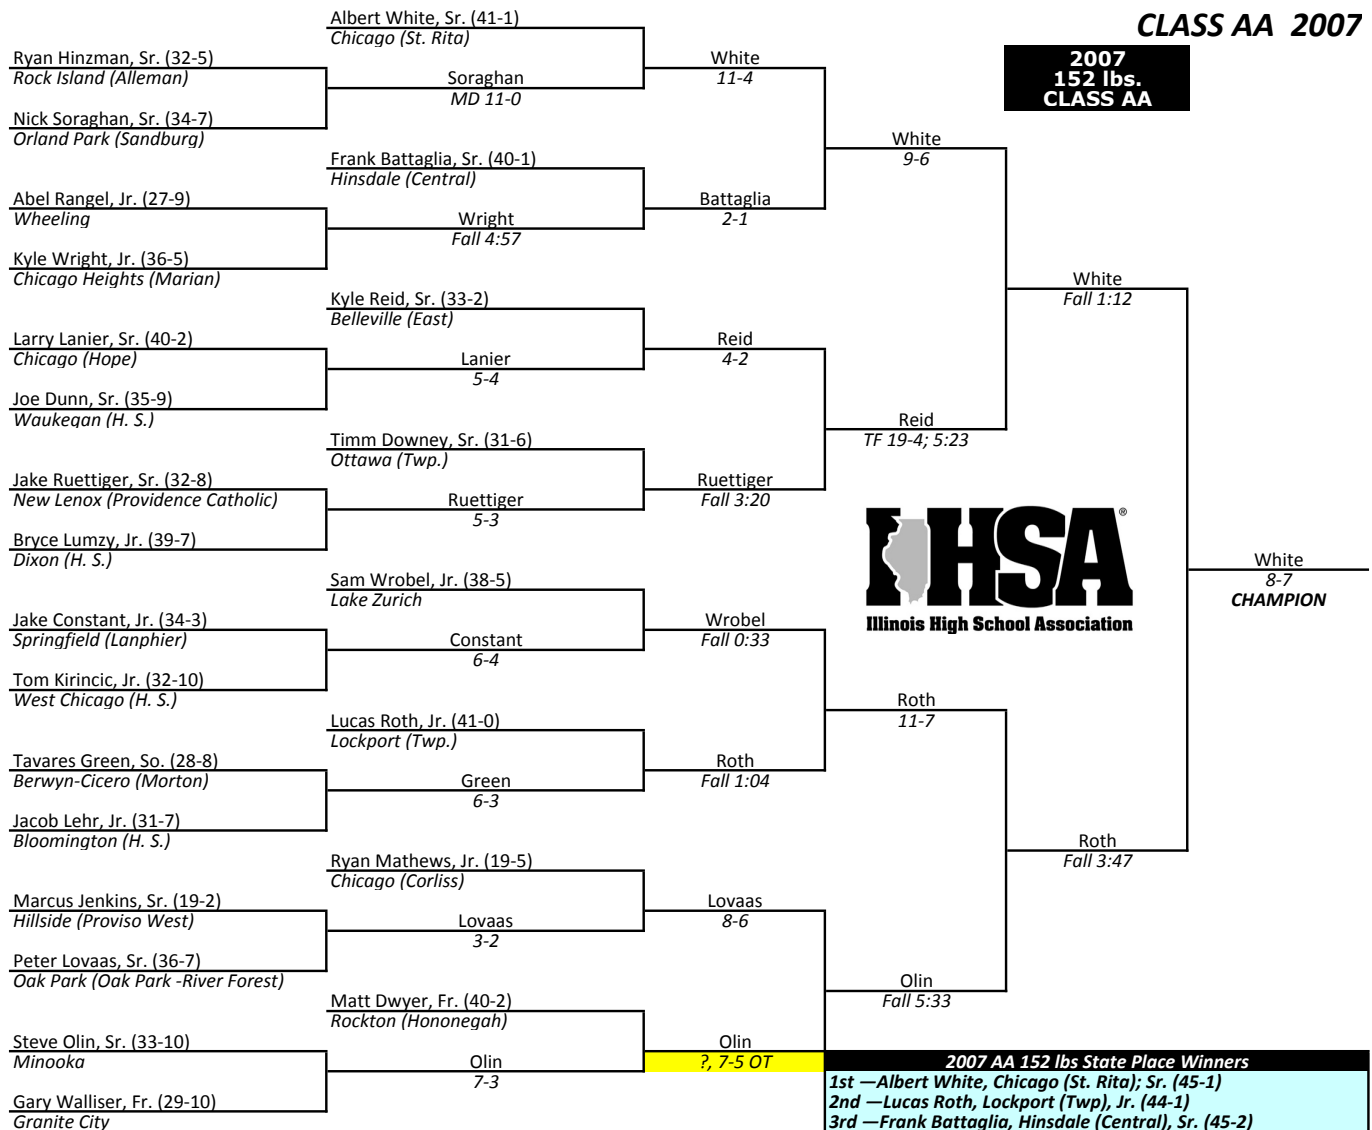 CLASS AA 2007
2007
152 lbs.
CLASS AA
Albert White, Sr. (41-1)
Chicago (St. Rita)
Ryan Hinzman, Sr. (32-5)
Rock Island (Alleman)
White
11-4
Soraghan
MD 11-0
Nick Soraghan, Sr. (34-7)
Orland Park (Sandburg)
White
9-6
Frank Battaglia, Sr. (40-1)
Hinsdale (Central)
Abel Rangel, Jr. (27-9)
Wheeling
Battaglia
2-1
Wright
Fall 4:57
Kyle Wright, Jr. (36-5)
Chicago Heights (Marian)
White
Fall 1:12
Kyle Reid, Sr. (33-2)
Belleville (East)
Larry Lanier, Sr. (40-2)
Chicago (Hope)
Reid
4-2
Lanier
5-4
Joe Dunn, Sr. (35-9)
Waukegan (H. S.)
Reid
TF 19-4; 5:23
Timm Downey, Sr. (31-6)
Ottawa (Twp.)
Jake Ruettiger, Sr. (32-8)
New Lenox (Providence Catholic)
Ruettiger
Fall 3:20
Ruettiger
5-3
Bryce Lumzy, Jr. (39-7)
Dixon (H. S.)
IHSA®
Illinois High School Association
White
8-7
CHAMPION
Sam Wrobel, Jr. (38-5)
Lake Zurich
Jake Constant, Jr. (34-3)
Springfield (Lanphier)
Wrobel
Fall 0:33
Constant
6-4
Tom Kirincic, Jr. (32-10)
West Chicago (H. S.)
Roth
11-7
Lucas Roth, Jr. (41-0)
Lockport (Twp.)
Tavares Green, So. (28-8)
Berwyn-Cicero (Morton)
Roth
Fall 1:04
Green
6-3
Jacob Lehr, Jr. (31-7)
Bloomington (H. S.)
Roth
Fall 3:47
Ryan Mathews, Jr. (19-5)
Chicago (Corliss)
Marcus Jenkins, Sr. (19-2)
Hillside (Proviso West)
Lovaas
8-6
Lovaas
3-2
Peter Lovaas, Sr. (36-7)
Oak Park (Oak Park -River Forest)
Olin
Fall 5:33
Matt Dwyer, Fr. (40-2)
Rockton (Hononegah)
Steve Olin, Sr. (33-10)
Minooka
Olin
?, 7-5 OT
Olin
7-3
Gary Walliser, Fr. (29-10)
Granite City
2007 AA 152 lbs State Place Winners
1st —Albert White, Chicago (St. Rita); Sr. (45-1)
2nd —Lucas Roth, Lockport (Twp), Jr. (44-1)
3rd —Frank Battaglia, Hinsdale (Central), Sr. (45-2)